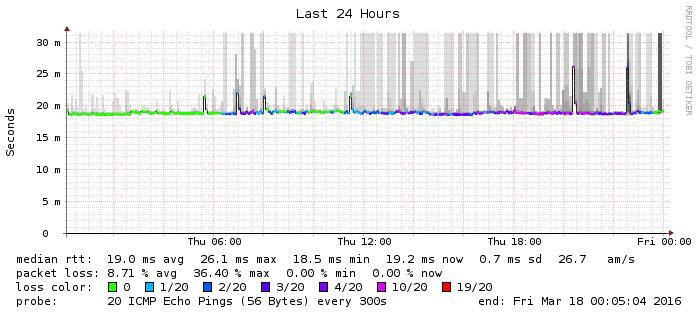 Last 24 Hours
RRDTOOL / TOBI OETIKER
Seconds
30 m
25 m
20 m
15 m
10 m
5 m
0
Thu 06:00 Thu 12:00 Thu 18:00 Fri 00:00
median rtt: 19.0 ms avg 26.1 ms max 18.5 ms min 19.2 ms now 0.7 ms sd 26.7 am/s
packet loss: 8.71 % avg 36.40 % max 0.00 % min 0.00 % now
loss color: 0 1/20 2/20 3/20 4/20 10/20 19/20
probe: 20 ICMP Echo Pings (56 Bytes) every 300s end: Fri Mar 18 00:05:04 2016